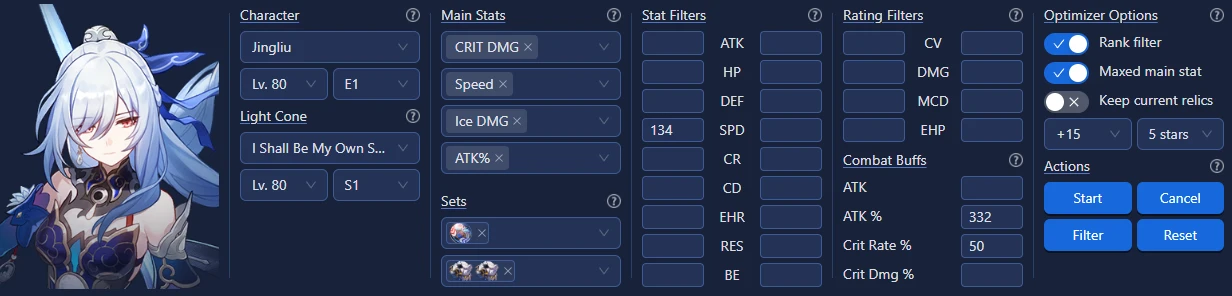 Character
Jingliu
Lv. 80
E1
Light Cone
I Shall Be My Own S...
Lv. 80
S1
Main Stats
CRIT DMG
Speed
Ice DMG
ATK%
Sets
Stat Filters
ATK
HP
DEF
134 SPD
CR
CD
EHR
RES
BE
Rating Filters
CV
DMG
MCD
EHP
Combat Buffs
ATK
ATK % 332
Crit Rate % 50
Crit Dmg %
Optimizer Options
Rank filter
Maxed main stat
Keep current relics
+15
5 stars
Actions
Start
Cancel
Filter
Reset